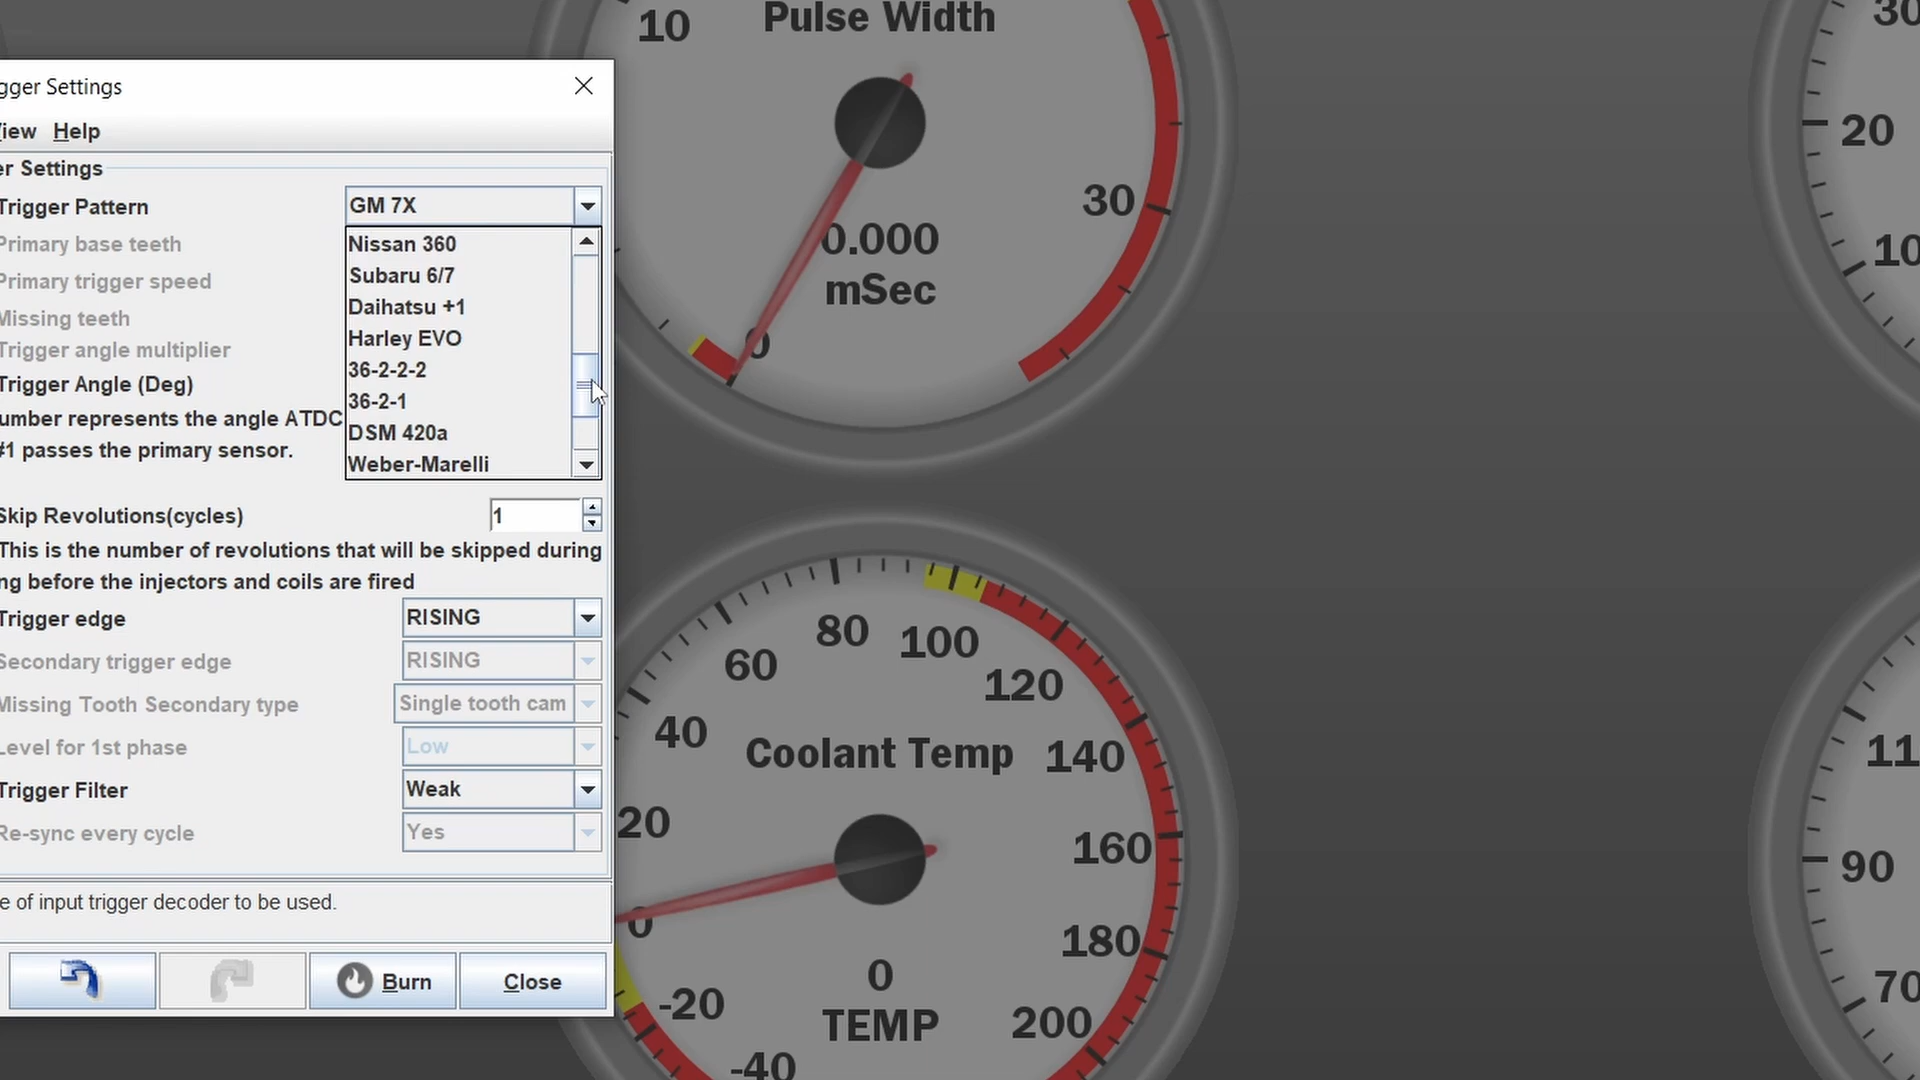 gger Settings
iew Help
er Settings
Trigger Pattern
GM 7X
Primary base teeth
Primary trigger speed
Missing teeth
Trigger angle multiplier
Trigger Angle (Deg)
umber represents the angle ATDC
#1 passes the primary sensor.
Nissan 360
Subaru 6/7
Daihatsu +1
Harley EVO
36-2-2-2
36-2-1
DSM 420a
Weber-Marelli
Skip Revolutions(cycles)
1
This is the number of revolutions that will be skipped during
ng before the injectors and coils are fired
Trigger edge
RISING
Secondary trigger edge
RISING
Missing Tooth Secondary type
Single tooth cam
Level for 1st phase
Low
Trigger Filter
Weak
Re-sync every cycle
Yes
e of input trigger decoder to be used.
Burn
Close
Pulse Width
10
30
0
0.000
mSec
Coolant Temp
-40
-20
0
20
40
60
80
100
120
140
160
180
200
0
TEMP
30
20
10
11
90
70